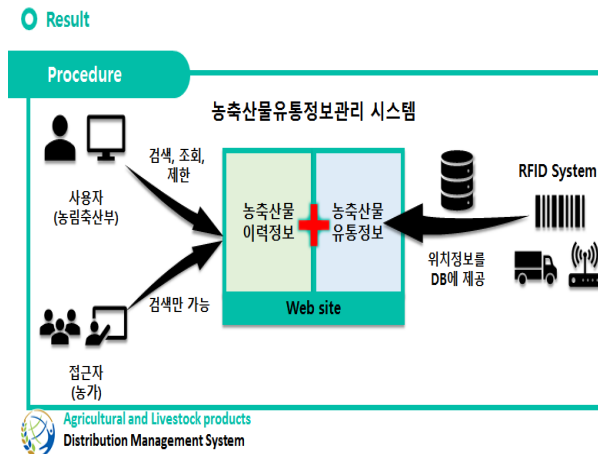 Result
Procedure
농축산물유통정보관리 시스템
사용자
(농림축산부)
검색, 조회,
제한
농축산물
이력정보
농축산물
유통정보
Web site
RFID System
위치정보를
DB에 제공
검색만 가능
접근자
(농가)
Agricultural and Livestock products
Distribution Management System